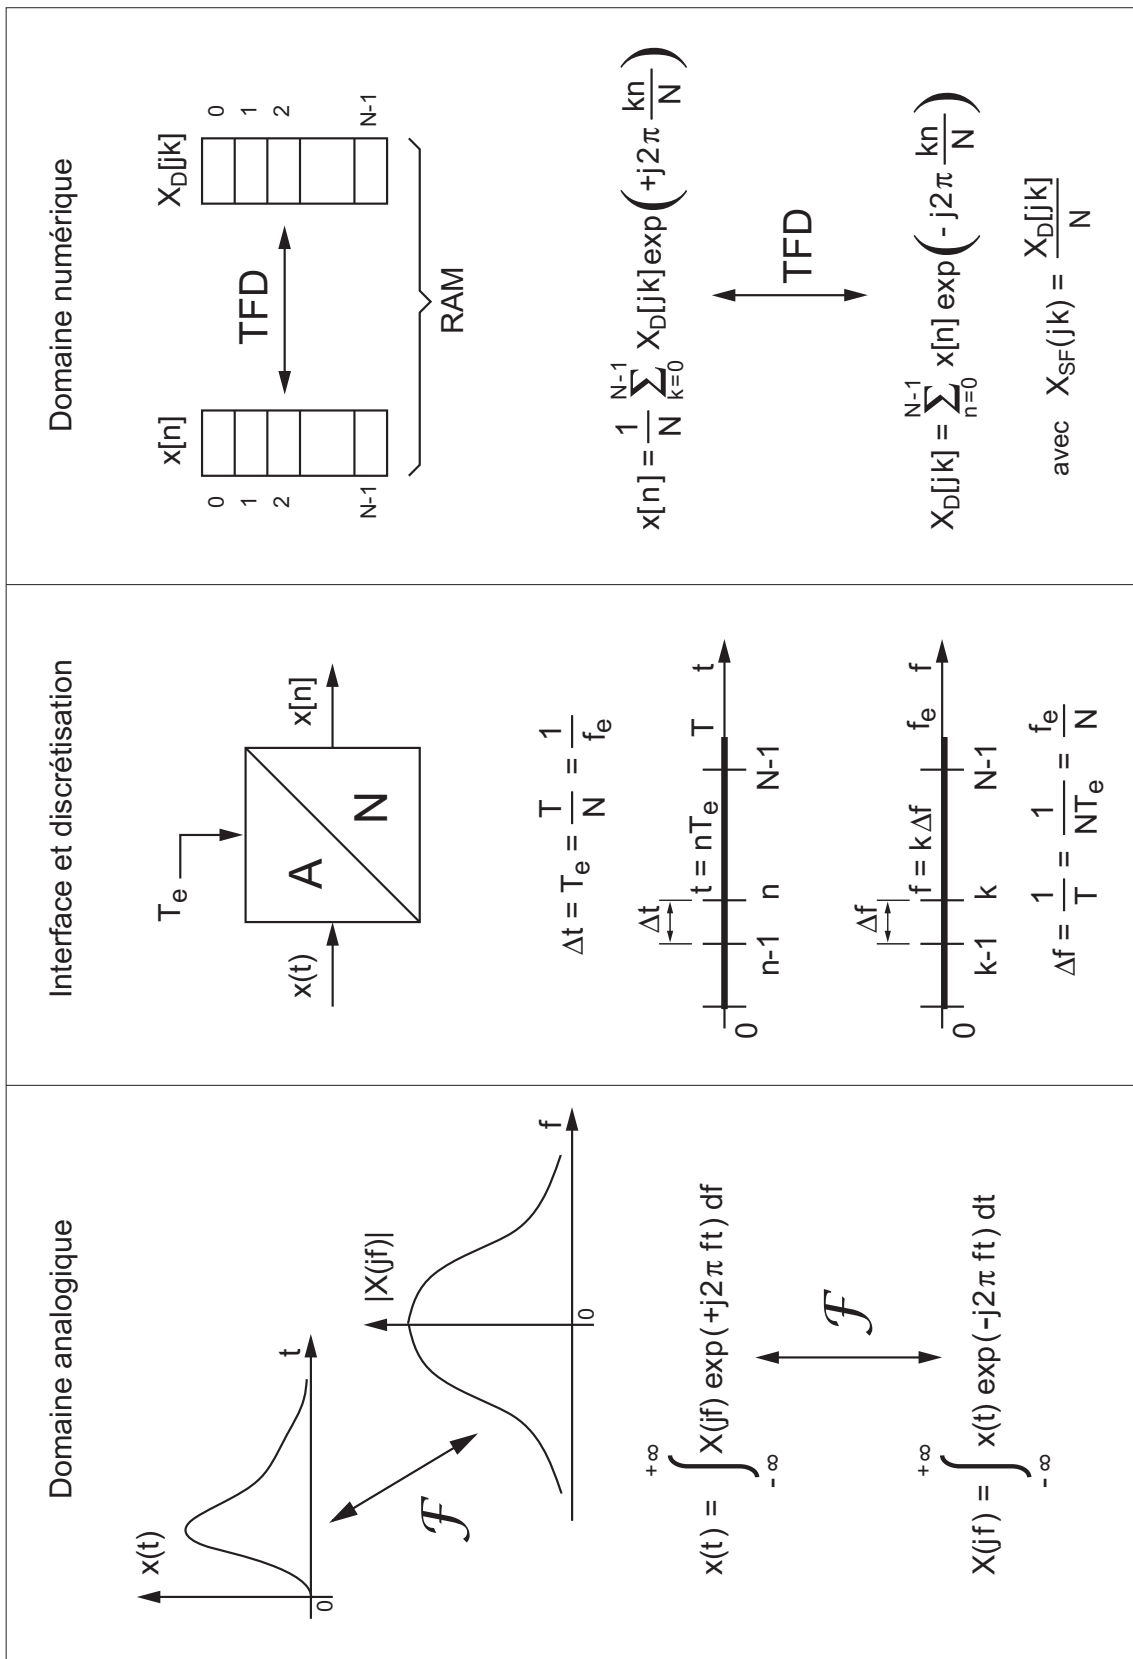 Domaine analogique
x(t)
t
0
ℱ
|X(jf)|
f
0
x(t) = ∫_{-∞}^{+∞} X(jf) exp(+j2π ft) df
ℱ
X(jf) = ∫_{-∞}^{+∞} x(t) exp(-j2π ft) dt
Interface et discrétisation
T_e
x(t)
A
N
x[n]
Δt = T_e = T/N = 1/f_e
Δt
t = nT_e
T
t
0
n-1
n
N-1
Δf
f = kΔf
f_e
f
0
k-1
k
N-1
Δf = 1/T = 1/(NT_e) = f_e/N
Domaine numérique
x[n]
X_D[jk]
0
1
2
N-1
TFD
0
1
2
N-1
RAM
x[n] = 1/N ∑_{k=0}^{N-1} X_D[jk] exp(+j2π kn/N)
TFD
X_D[jk] = ∑_{n=0}^{N-1} x[n] exp(-j2π kn/N)
avec X_SF(jk) = X_D[jk]/N